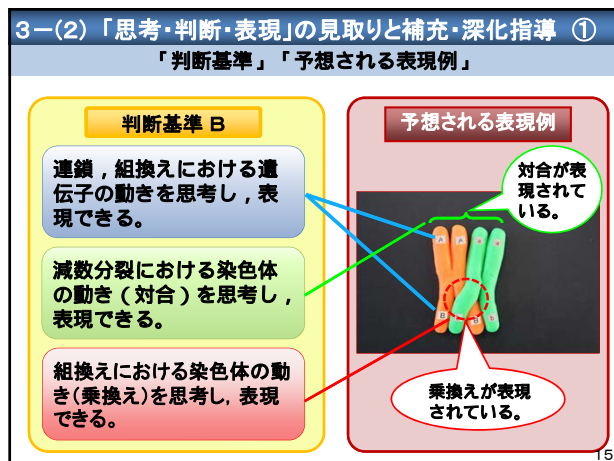 3－(2) 「思考・判断・表現」の見取りと補充・深化指導 ①
「判断基準」「予想される表現例」
判断基準 B
連鎖，組換えにおける遺
伝子の動きを思考し，表
現できる。
減数分裂における染色体
の動き（対合）を思考し，
表現できる。
組換えにおける染色体の動
き（乗換え）を思考し，表現
できる。
予想される表現例
対合が表
現されて
いる。
A A a a
B B b
乗換えが表現
されている。
15